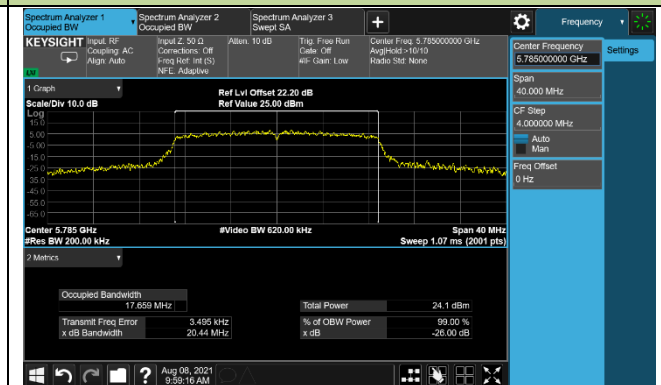 Spectrum Analyzer 1
Occupied BW
Spectrum Analyzer 2
Occupied BW
Spectrum Analyzer 3
Swept SA
+
Frequency
KEYSIGHT
Input: RF
Coupling: AC
Align: Auto
Input Z: 50 Ω
Corrections: Off
Freq Ref: Int (S)
NFE: Adaptive
Atten: 10 dB
Trig: Free Run
Gate: Off
#IF Gain: Low
Center Freq: 5.785000000 GHz
Avg|Hold:>10/10
Radio Std: None
Center Frequency
5.785000000 GHz
Settings
Span
40.000 MHz
CF Step
4.000000 MHz
Auto
Man
Freq Offset
0 Hz
1 Graph
Scale/Div 10.0 dB
Ref Lvl Offset 22.20 dB
Ref Value 25.00 dBm
Log
15.0
5.00
-5.00
-15.0
-25.0
-35.0
-45.0
-55.0
-65.0
Center 5.785 GHz
#Res BW 200.00 kHz
#Video BW 620.00 kHz
Span 40 MHz
Sweep 1.07 ms (2001 pts)
2 Metrics
Occupied Bandwidth
17.659 MHz
Total Power
24.1 dBm
Transmit Freq Error
3.495 kHz
% of OBW Power
99.00 %
x dB Bandwidth
20.44 MHz
x dB
-26.00 dB
?
Aug 08, 2021
9:59:16 AM